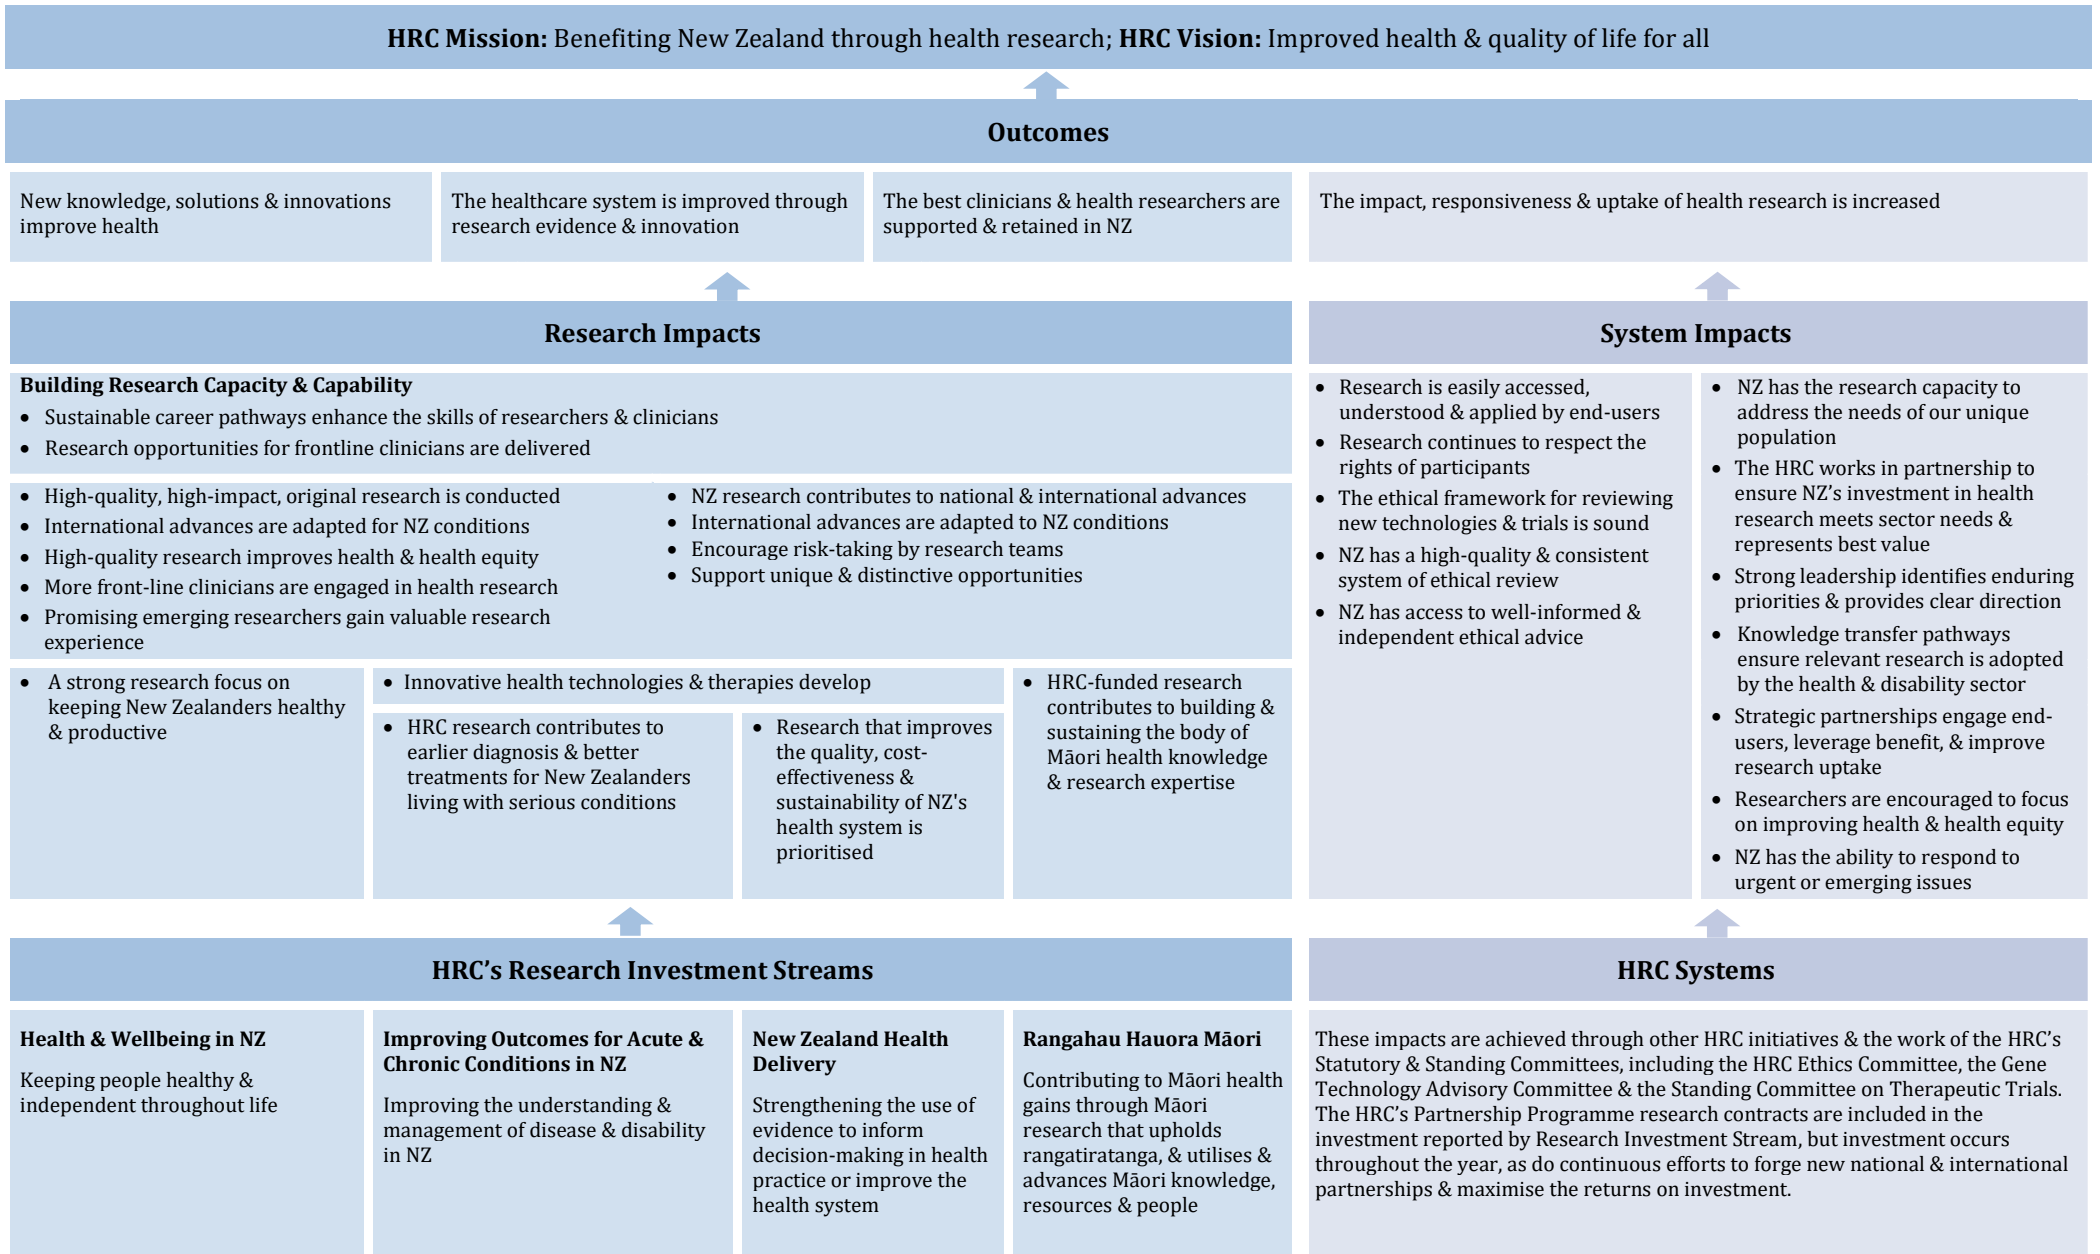 HRC Mission: Benefiting New Zealand through health research; HRC Vision: Improved health & quality of life for all
Outcomes
New knowledge, solutions & innovations
improve health
The healthcare system is improved through
research evidence & innovation
The best clinicians & health researchers are
supported & retained in NZ
The impact, responsiveness & uptake of health research is increased
Research Impacts
Building Research Capacity & Capability
• Sustainable career pathways enhance the skills of researchers & clinicians
• Research opportunities for frontline clinicians are delivered
• High-quality, high-impact, original research is conducted
• International advances are adapted for NZ conditions
• High-quality research improves health & health equity
• More front-line clinicians are engaged in health research
• Promising emerging researchers gain valuable research
experience
• NZ research contributes to national & international advances
• International advances are adapted to NZ conditions
• Encourage risk-taking by research teams
• Support unique & distinctive opportunities
• A strong research focus on
keeping New Zealanders healthy
& productive
• Innovative health technologies & therapies develop
• HRC research contributes to
earlier diagnosis & better
treatments for New Zealanders
living with serious conditions
• Research that improves
the quality, cost-
effectiveness &
sustainability of NZ's
health system is
prioritised
• HRC-funded research
contributes to building &
sustaining the body of
Māori health knowledge
& research expertise
System Impacts
• Research is easily accessed,
understood & applied by end-users
• Research continues to respect the
rights of participants
• The ethical framework for reviewing
new technologies & trials is sound
• NZ has a high-quality & consistent
system of ethical review
• NZ has access to well-informed &
independent ethical advice
• NZ has the research capacity to
address the needs of our unique
population
• The HRC works in partnership to
ensure NZ’s investment in health
research meets sector needs &
represents best value
• Strong leadership identifies enduring
priorities & provides clear direction
• Knowledge transfer pathways
ensure relevant research is adopted
by the health & disability sector
• Strategic partnerships engage end-
users, leverage benefit, & improve
research uptake
• Researchers are encouraged to focus
on improving health & health equity
• NZ has the ability to respond to
urgent or emerging issues
HRC’s Research Investment Streams
Health & Wellbeing in NZ
Keeping people healthy &
independent throughout life
Improving Outcomes for Acute &
Chronic Conditions in NZ
Improving the understanding &
management of disease & disability
in NZ
New Zealand Health
Delivery
Strengthening the use of
evidence to inform
decision-making in health
practice or improve the
health system
Rangahau Hauora Māori
Contributing to Māori health
gains through Māori
research that upholds
rangatiratanga, & utilises &
advances Māori knowledge,
resources & people
HRC Systems
These impacts are achieved through other HRC initiatives & the work of the HRC’s
Statutory & Standing Committees, including the HRC Ethics Committee, the Gene
Technology Advisory Committee & the Standing Committee on Therapeutic Trials.
The HRC’s Partnership Programme research contracts are included in the
investment reported by Research Investment Stream, but investment occurs
throughout the year, as do continuous efforts to forge new national & international
partnerships & maximise the returns on investment.